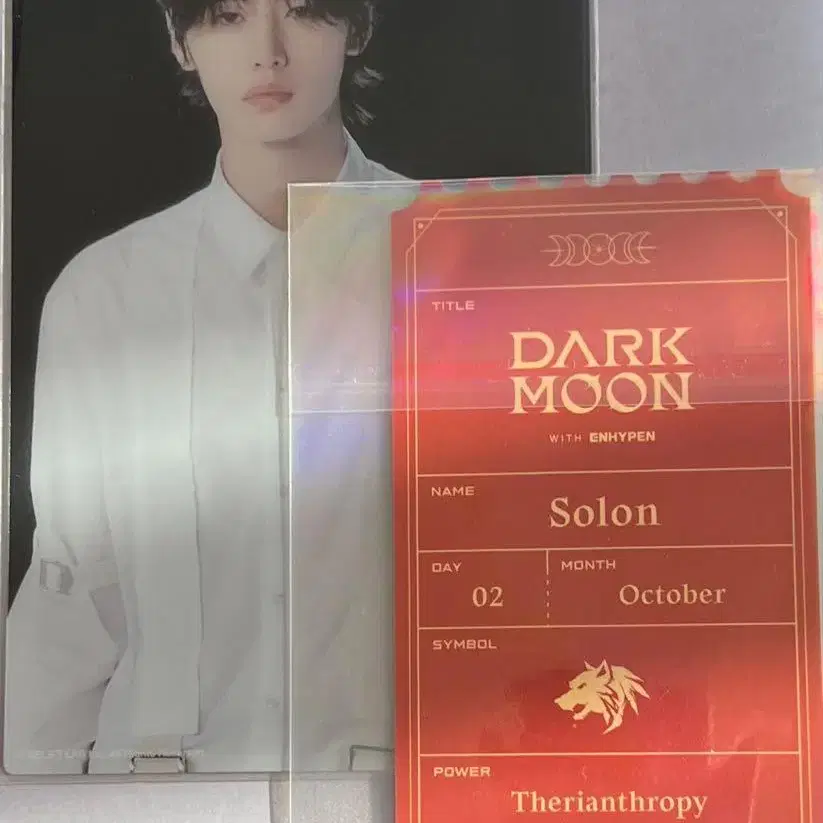 TITLE
DARK
MOON
WITH ENHYPEN
NAME
Solon
DAY
02
MONTH
October
SYMBOL
POWER
Therianthropy